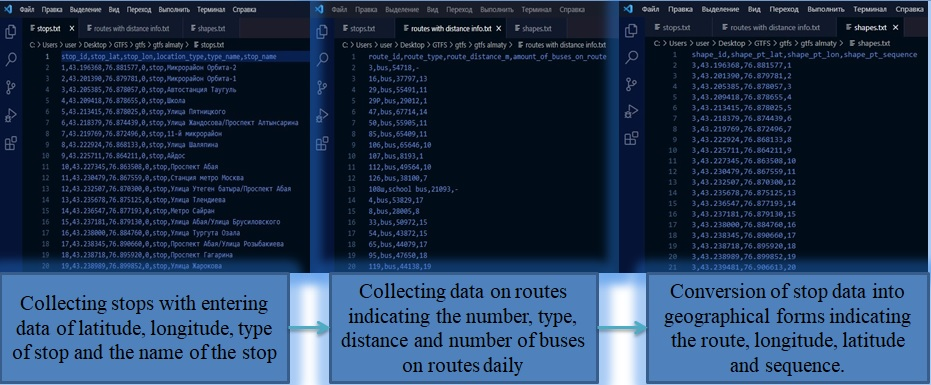 Файл Правка Выделение Вид Переход Выполнить Терминал Справка
stops.txt
routes with distance info.txt
shapes.txt
C: > Users > user > Desktop > GTFS > gtfs > gtfs almaty > stops.txt
1 stop_id,stop_lat,stop_lon,location_type,type_name,stop_name
2 1,43.196368,76.881577,0,stop,Микрорайон Орбита-2
3 2,43.201390,76.879781,0,stop,Микрорайон Орбита-1
4 3,43.205385,76.878057,0,stop,Автостанция Таугуль
5 4,43.209418,76.878655,0,stop,Школа
6 5,43.213415,76.878025,0,stop,Улица Пятницкого
7 6,43.218379,76.874439,0,stop,Улица Жандосова/Проспект Алтынсарина
8 7,43.219769,76.872496,0,stop,11-й микрорайон
9 8,43.222924,76.868133,0,stop,Улица Шаляпина
10 9,43.225711,76.864211,0,stop,Айдос
11 10,43.227345,76.863508,0,stop,Проспект Абая
12 11,43.230479,76.867559,0,stop,Станция метро Москва
13 12,43.232507,76.870300,0,stop,Улица Утеген батыра/Проспект Абая
14 13,43.235678,76.875125,0,stop,Улица Тлендиева
15 14,43.236547,76.877193,0,stop,Метро Сайран
16 15,43.237181,76.879130,0,stop,Улица Абая/Улица Брусиловского
17 16,43.238000,76.884760,0,stop,Улица Тургута Озала
18 17,43.238345,76.890660,0,stop,Проспект Абая/Улица Розыбакиева
19 18,43.238718,76.895920,0,stop,Проспект Гагарина
20 19,43.238989,76.899852,0,stop,Улица Жарокова
Файл Правка Выделение Вид Переход Выполнить Терминал Справка
stops.txt
routes with distance info.txt
shapes.txt
C: > Users > user > Desktop > GTFS > gtfs > gtfs almaty > routes with distance info.txt
1 route_id,route_type,route_distance_m,amount_of_buses_on_route
2 3,bus,54718,-
3 16,bus,37797,13
4 29,bus,55491,11
5 29P,bus,29012,1
6 47,bus,67714,14
7 50,bus,55905,11
8 85,bus,65409,11
9 106,bus,65646,10
10 107,bus,8193,1
11 112,bus,49564,10
12 126,bus,38100,7
13 108ш,school bus,21093,-
14 4,bus,53829,17
15 8,bus,28005,8
16 33,bus,50972,15
17 54,bus,43872,15
18 65,bus,44079,17
19 95,bus,47650,18
20 119,bus,44138,19
Файл Правка Выделение Вид Переход Выполнить Терминал Справка
stops.txt
routes with distance info.txt
shapes.txt
C: > Users > user > Desktop > GTFS > gtfs > gtfs almaty > shapes.txt
1 shape_id,shape_pt_lat,shape_pt_lon,shape_pt_sequence
2 3,43.196368,76.881577,1
3 3,43.201390,76.879781,2
4 3,43.205385,76.878057,3
5 3,43.209418,76.878655,4
6 3,43.213415,76.878025,5
7 3,43.218379,76.874439,6
8 3,43.219769,76.872496,7
9 3,43.222924,76.868133,8
10 3,43.225711,76.864211,9
11 3,43.227345,76.863508,10
12 3,43.230479,76.867559,11
13 3,43.232507,76.870300,12
14 3,43.235678,76.875125,13
15 3,43.236547,76.877193,14
16 3,43.237181,76.879130,15
17 3,43.238000,76.884760,16
18 3,43.238345,76.890660,17
19 3,43.238718,76.895920,18
20 3,43.238989,76.899852,19
21 3,43.239481,76.906613,20
Collecting stops with entering
data of latitude, longitude, type
of stop and the name of the stop
Collecting data on routes
indicating the number, type,
distance and number of buses
on routes daily
Conversion of stop data into
geographical forms indicating
the route, longitude, latitude
and sequence.